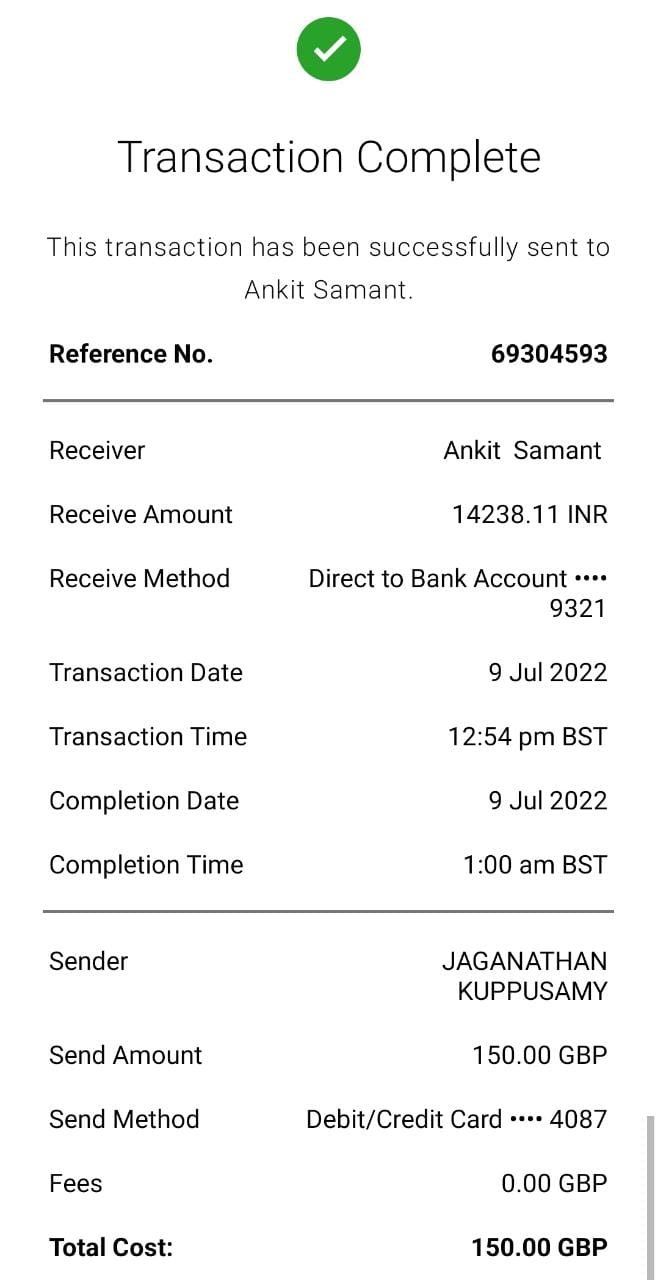 Transaction Complete
This transaction has been successfully sent to
Ankit Samant.
Reference No. 69304593
Receiver Ankit Samant
Receive Amount 14238.11 INR
Receive Method Direct to Bank Account ••••
9321
Transaction Date 9 Jul 2022
Transaction Time 12:54 pm BST
Completion Date 9 Jul 2022
Completion Time 1:00 am BST
Sender JAGANATHAN
KUPPUSAMY
Send Amount 150.00 GBP
Send Method Debit/Credit Card •••• 4087
Fees 0.00 GBP
Total Cost: 150.00 GBP